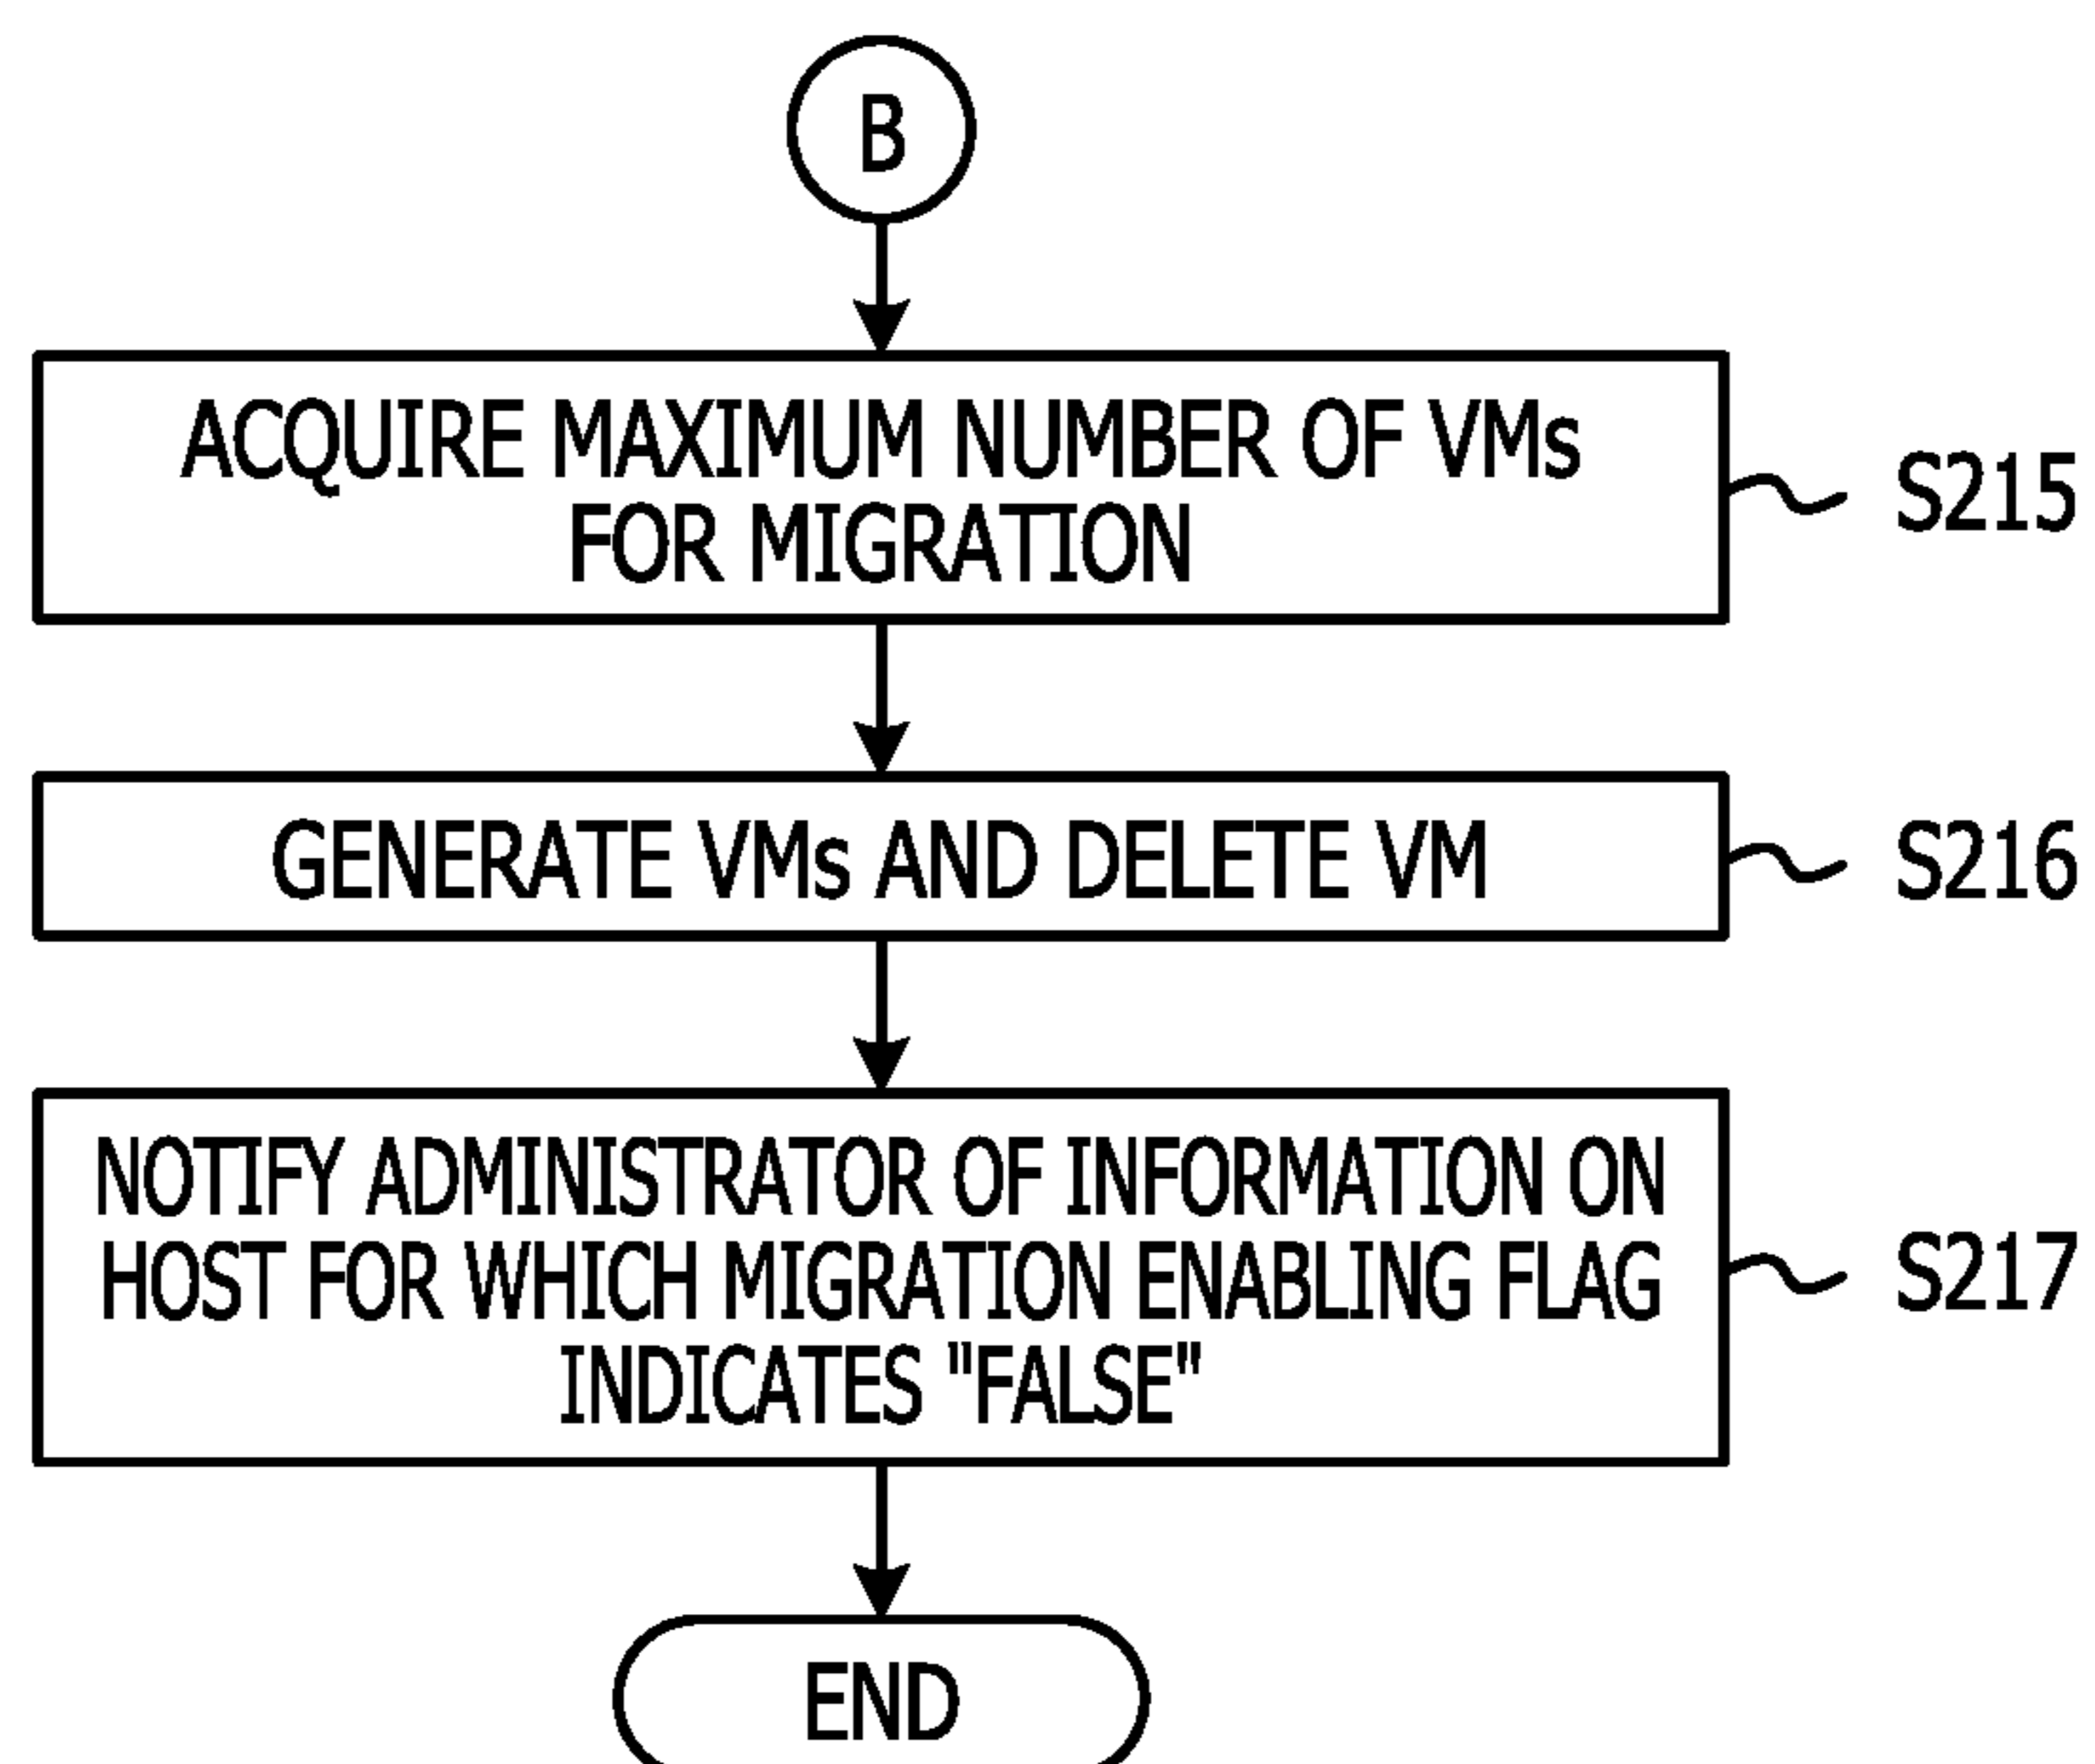 B
ACQUIRE MAXIMUM NUMBER OF VMs
FOR MIGRATION
S215
GENERATE VMs AND DELETE VM
S216
NOTIFY ADMINISTRATOR OF INFORMATION ON
HOST FOR WHICH MIGRATION ENABLING FLAG
INDICATES "FALSE"
S217
END